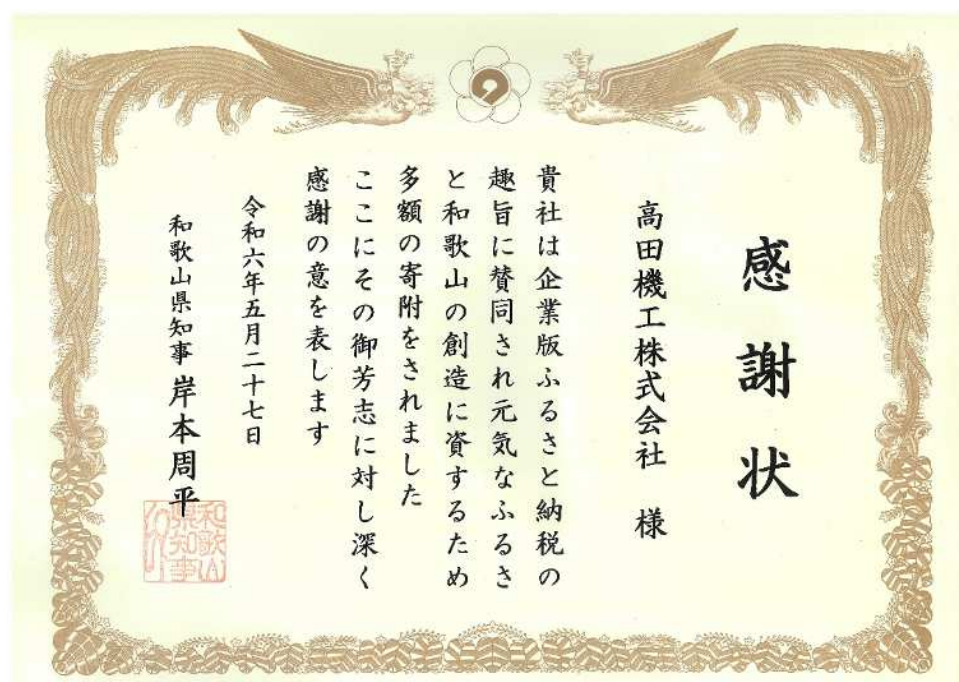 感謝状
高田機工株式会社 様
貴社は企業版ふるさと納税の
趣旨に賛同され元気なふるさ
と和歌山の創造に資するため
多額の寄附をされました
ここにその御芳志に対し深く
感謝の意を表します
令和六年五月二十七日
和歌山県知事 岸本周平
和歌山
県知事
之印